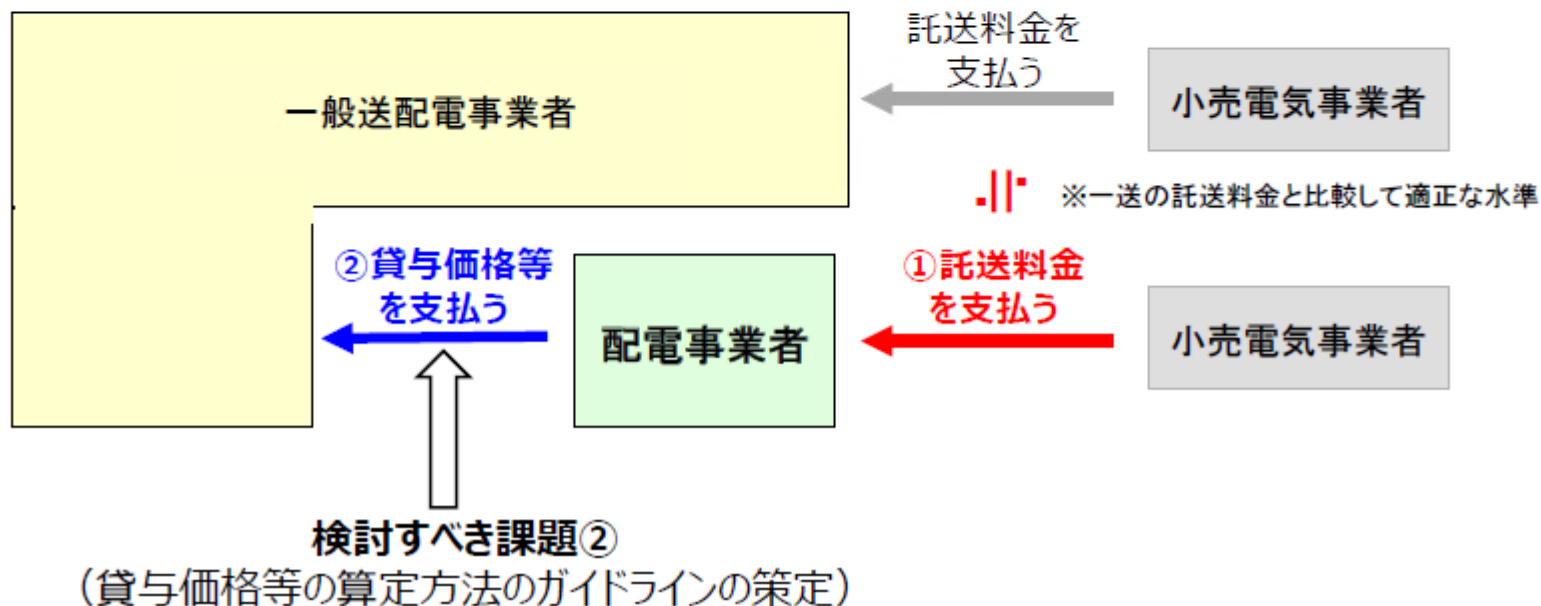 託送料金を
支払う
一般送配電事業者
小売電気事業者
※一送の託送料金と比較して適正な水準
②貸与価格等
を支払う
配電事業者
①託送料金
を支払う
小売電気事業者
検討すべき課題②
（貸与価格等の算定方法のガイドラインの策定）